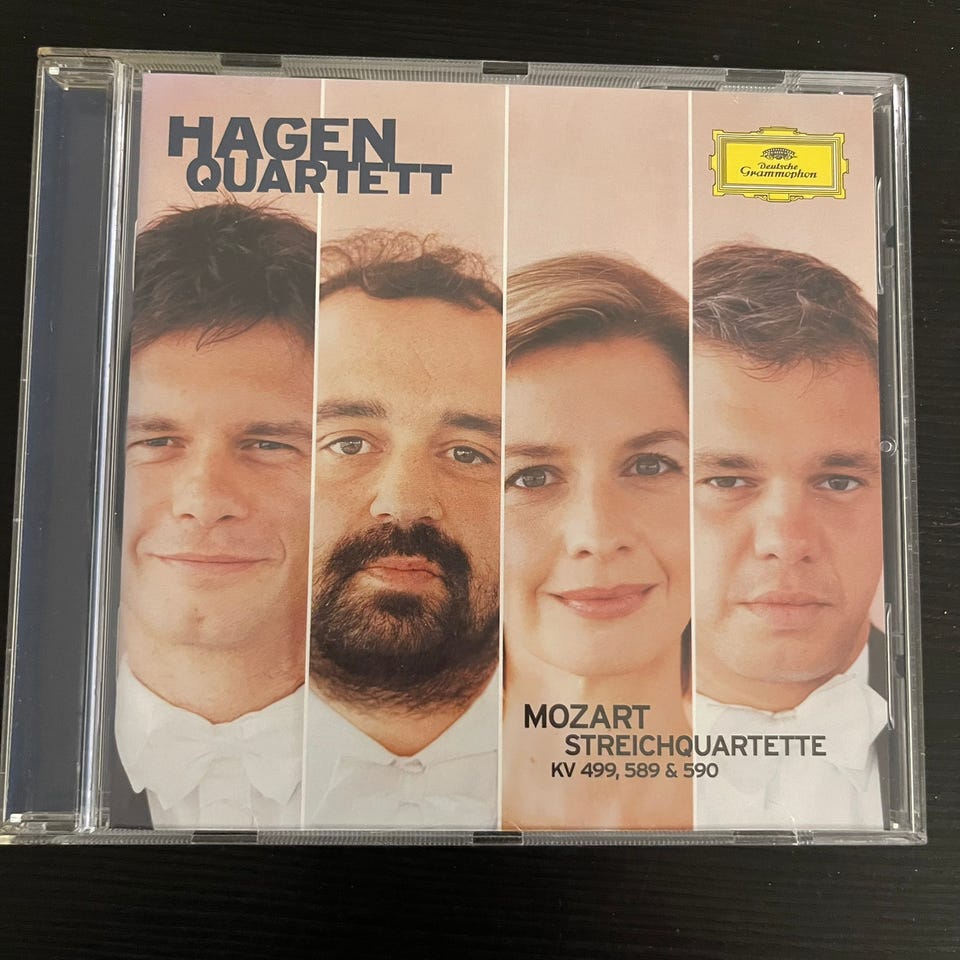 HAGEN
QUARTETT
Deutsche
Grammophon
MOZART
STREICHQUARTETTE
KV 499, 589 & 590